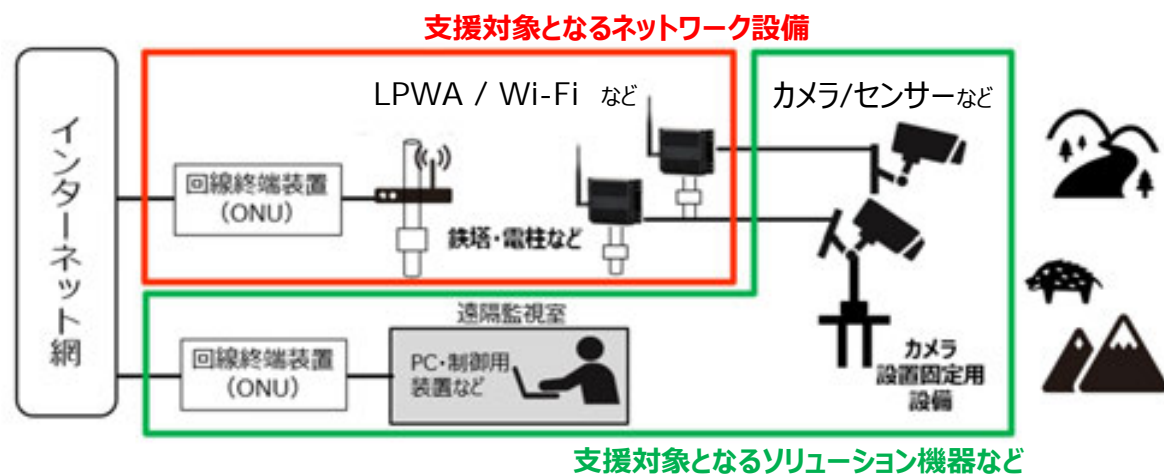 支援対象となるネットワーク設備
LPWA / Wi-Fi など
カメラ/センサーなど
インターネット網
回線終端装置
(ONU)
鉄塔・電柱など
遠隔監視室
回線終端装置
(ONU)
PC・制御用
装置など
カメラ
設置固定用
設備
支援対象となるソリューション機器など